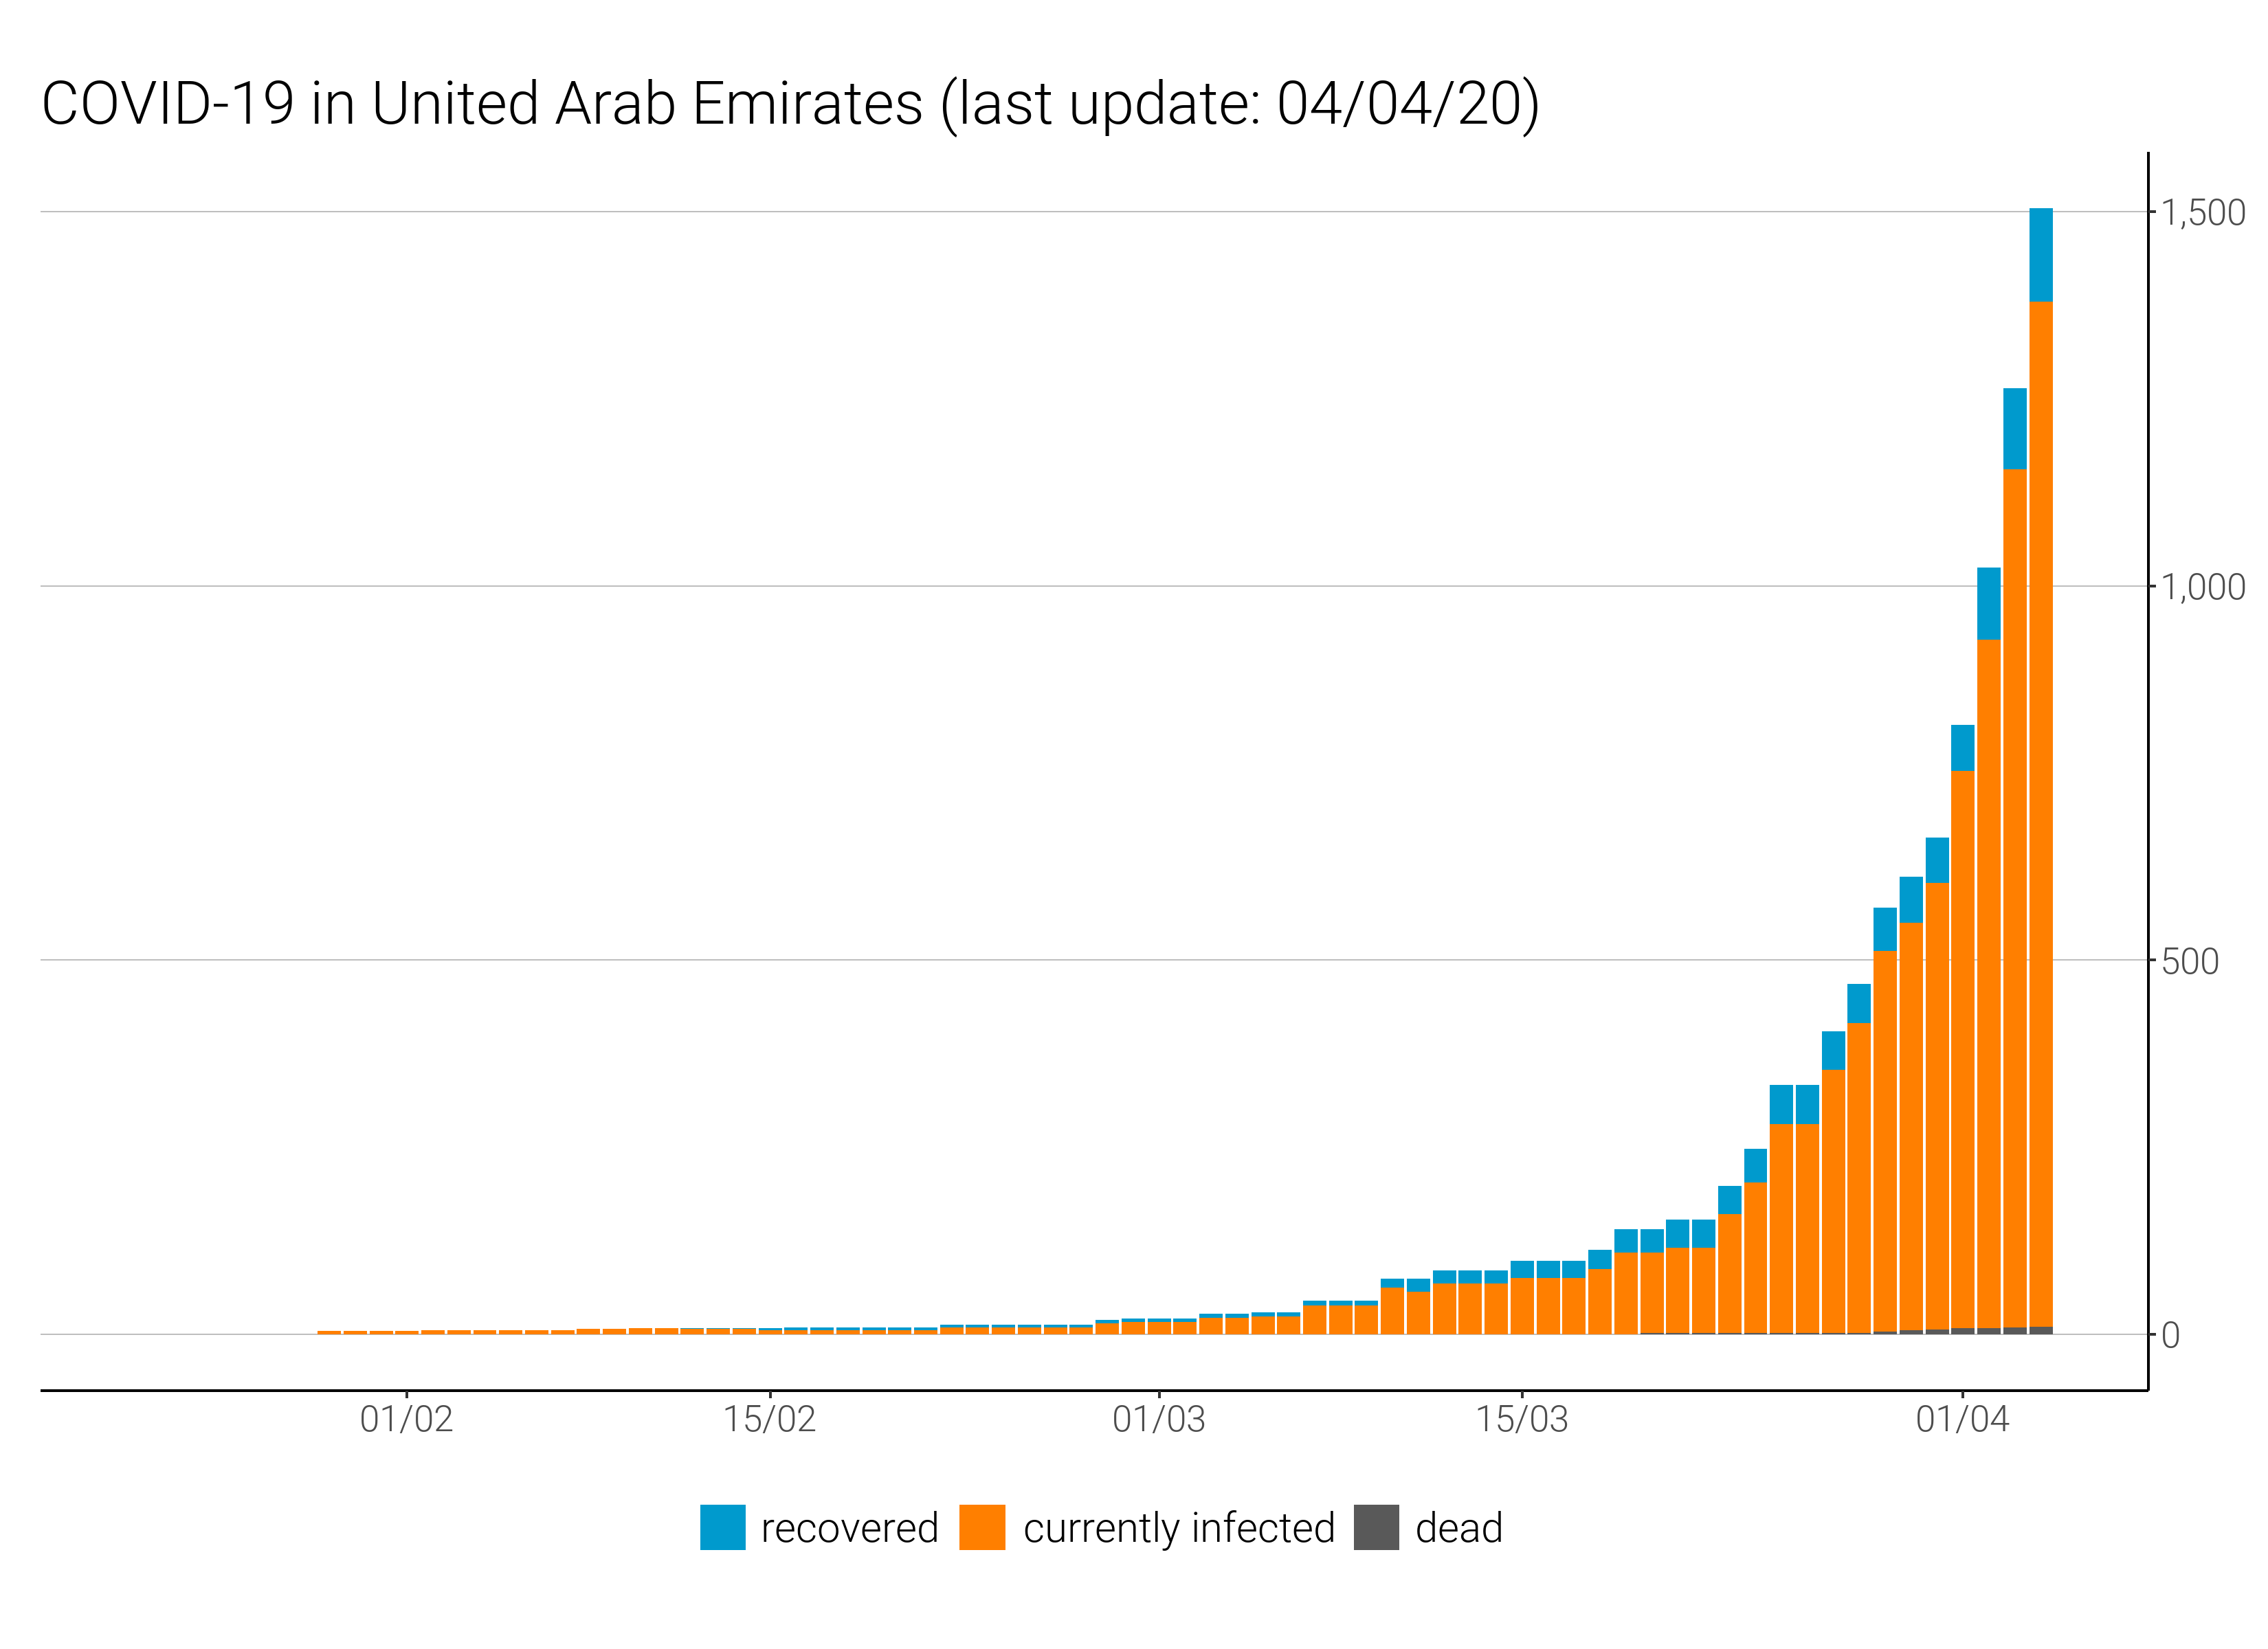 COVID-19 in United Arab Emirates (last update: 04/04/20)
1,500
1,000
500
0
01/02 15/02 01/03 15/03 01/04
recovered currently infected dead